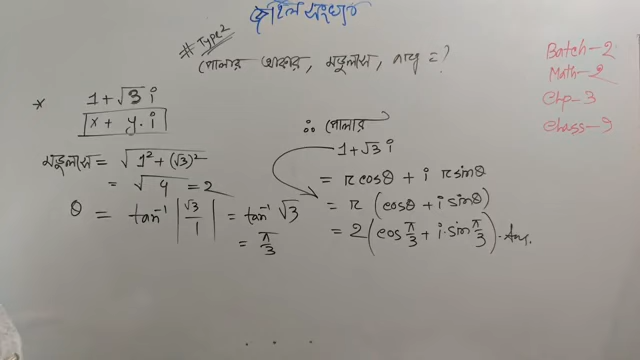 জটিল সংখ্যা
# Type 2
পোলার আকার, মডুলাস, আর্গু = ?
Batch-2
Math-2
Chp-3
Class-9
* 1+√3 i
x + y.i
মডুলাস = √1²+(√3)²
= √4 = 2
θ = tan⁻¹ |√3/1| = tan⁻¹ √3
= π/3
∴ পোলার
1+√3 i
= r cosθ + i r sinθ
= r (cosθ + i sinθ)
= 2 (cos π/3 + i.sin π/3) . Ans.